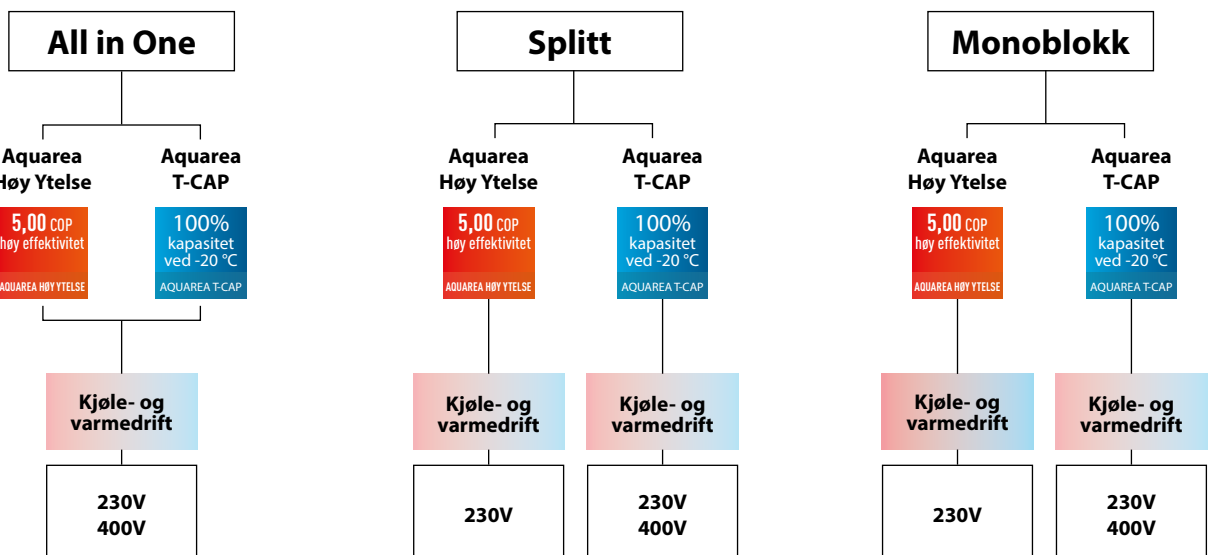 All in One
Aquarea
Høy Ytelse
5,00 COP
høy effektivitet
AQUAREA HØY YTELSE
Aquarea
T-CAP
100%
kapasitet
ved -20 °C
AQUAREA T-CAP
Kjøle- og
varmedrift
230V
400V
Splitt
Aquarea
Høy Ytelse
5,00 COP
høy effektivitet
AQUAREA HØY YTELSE
Kjøle- og
varmedrift
230V
Aquarea
T-CAP
100%
kapasitet
ved -20 °C
AQUAREA T-CAP
Kjøle- og
varmedrift
230V
400V
Monoblokk
Aquarea
Høy Ytelse
5,00 COP
høy effektivitet
AQUAREA HØY YTELSE
Kjøle- og
varmedrift
230V
Aquarea
T-CAP
100%
kapasitet
ved -20 °C
AQUAREA T-CAP
Kjøle- og
varmedrift
230V
400V